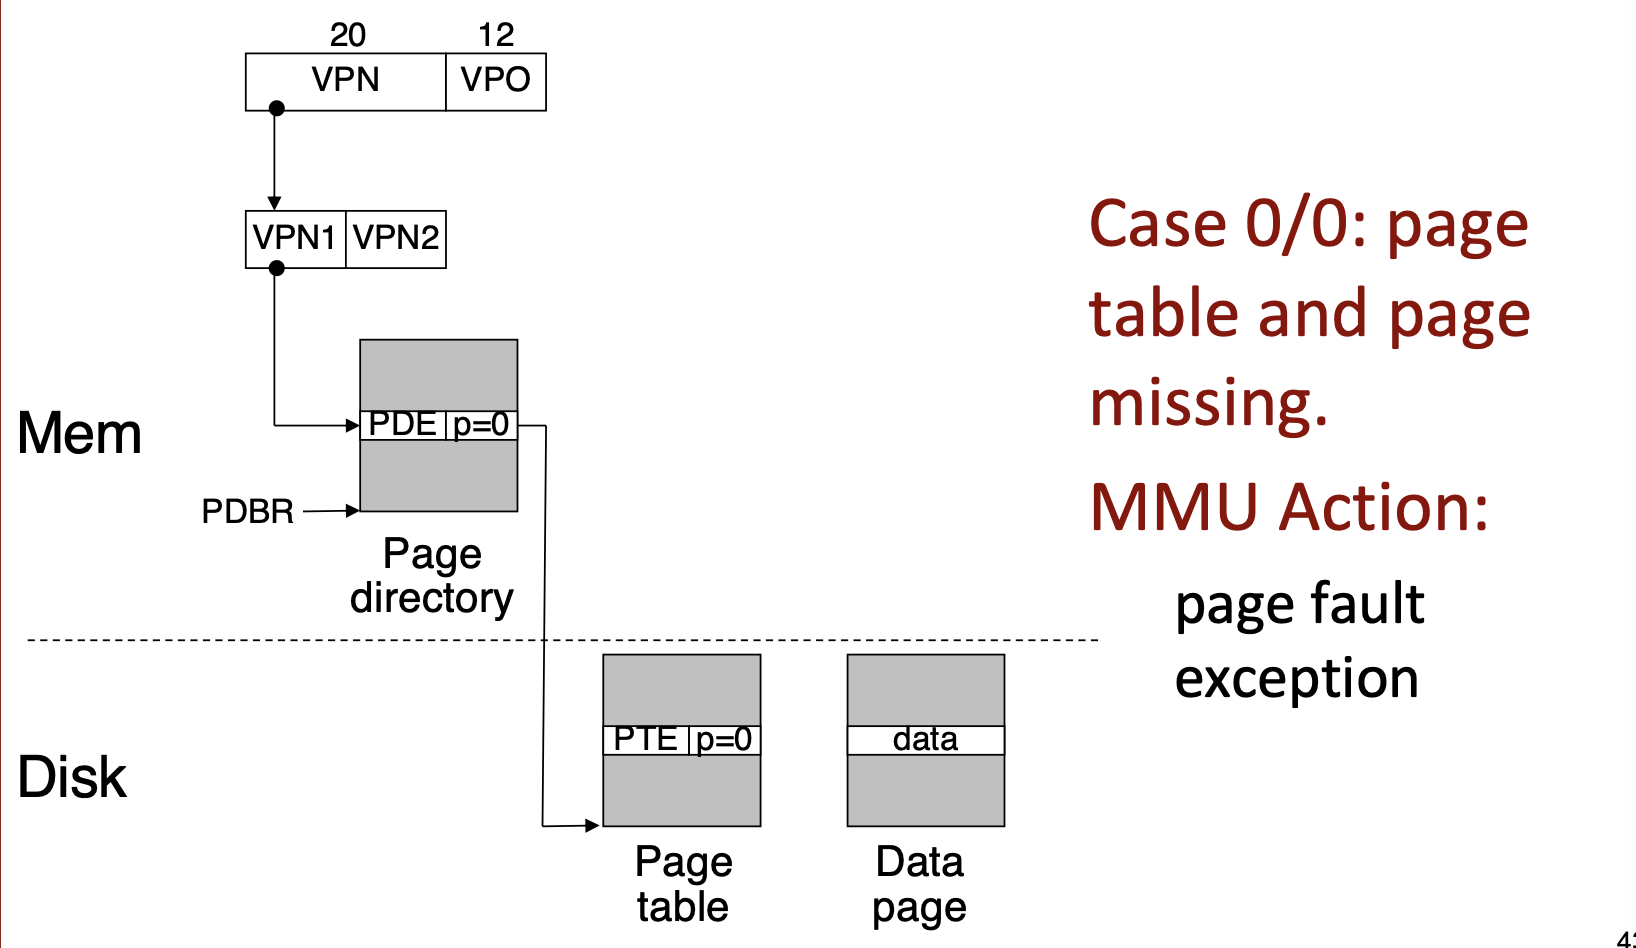 20 12
VPN VPO
VPN1 VPN2
Mem
PDE p=0
PDBR
Page
directory
Disk
PTE p=0
data
Page
table
Data
page
Case 0/0: page
table and page
missing.
MMU Action:
page fault
exception